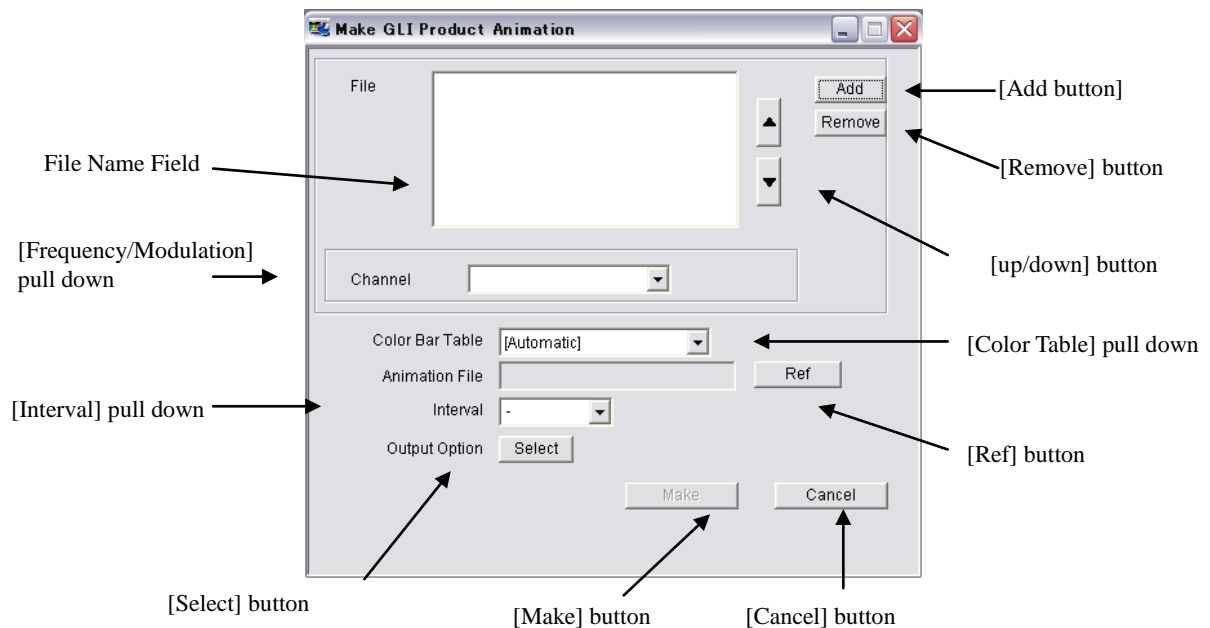 Make GLI Product Animation
File
Add
[Add button]
Remove
File Name Field
[Remove] button
[Frequency/Modulation]
pull down
[up/down] button
Channel
Color Bar Table
[Automatic]
[Color Table] pull down
Animation File
Ref
[Interval] pull down
Interval
-
Output Option
Select
[Ref] button
Make
Cancel
[Select] button
[Make] button
[Cancel] button